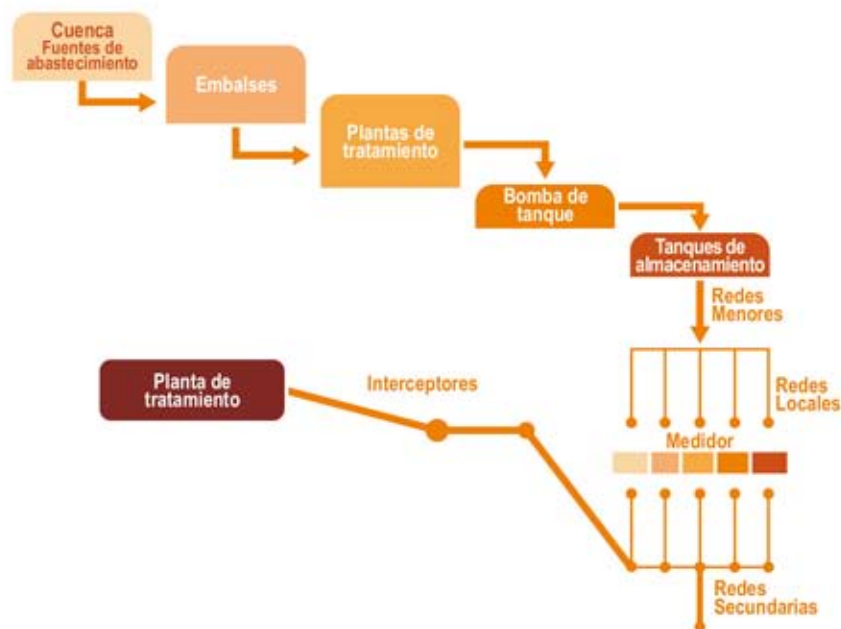 Cuenca
Fuentes de
abastecimiento
Embalses
Plantas de
tratamiento
Bomba de
tanque
Tanques de
almacenamiento
Redes
Menores
Planta de
tratamiento
Interceptores
Redes
Locales
Medidor
Redes
Secundarias